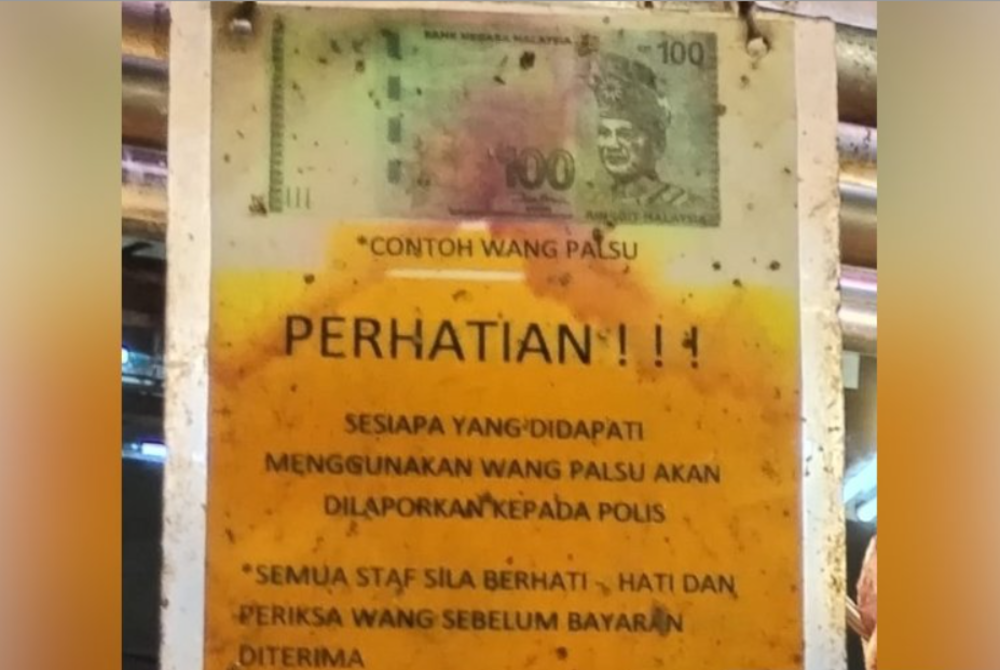 BANK NEGARA MALAYSIA
RM 100
100
RINGGIT MALAYSIA
*CONTOH WANG PALSU
PERHATIAN ! ! !
SESIAPA YANG DIDAPATI
MENGGUNAKAN WANG PALSU AKAN
DILAPORKAN KEPADA POLIS
*SEMUA STAF SILA BERHATI - HATI DAN
PERIKSA WANG SEBELUM BAYARAN
DITERIMA